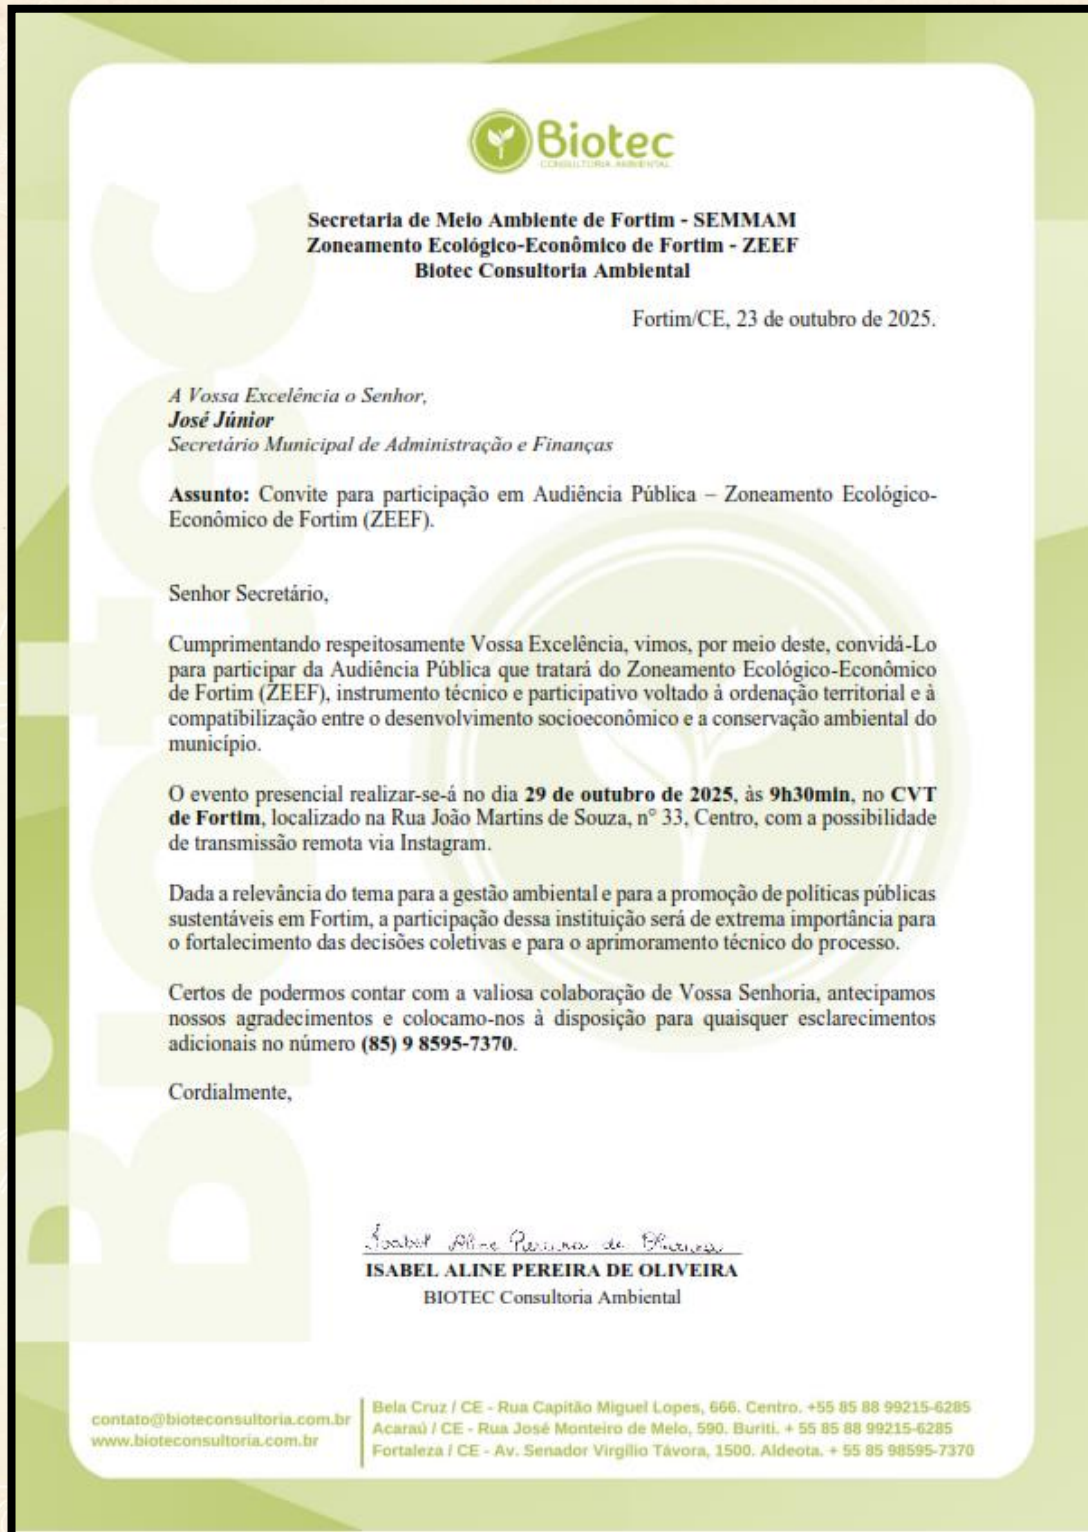 Biotec
CONSULTORIA AMBIENTAL
Secretaria de Meio Ambiente de Fortim - SEMMAM
Zoneamento Ecológico-Econômico de Fortim - ZEEF
Biotec Consultoria Ambiental
Fortim/CE, 23 de outubro de 2025.
A Vossa Excelência o Senhor,
José Júnior
Secretário Municipal de Administração e Finanças
Assunto: Convite para participação em Audiência Pública – Zoneamento Ecológico-
Econômico de Fortim (ZEEF).
Senhor Secretário,
Cumprimentando respeitosamente Vossa Excelência, vimos, por meio deste, convidá-Lo
para participar da Audiência Pública que tratará do Zoneamento Ecológico-Econômico
de Fortim (ZEEF), instrumento técnico e participativo voltado à ordenação territorial e à
compatibilização entre o desenvolvimento socioeconômico e a conservação ambiental do
município.
O evento presencial realizar-se-á no dia 29 de outubro de 2025, às 9h30min, no CVT
de Fortim, localizado na Rua João Martins de Souza, n° 33, Centro, com a possibilidade
de transmissão remota via Instagram.
Dada a relevância do tema para a gestão ambiental e para a promoção de políticas públicas
sustentáveis em Fortim, a participação dessa instituição será de extrema importância para
o fortalecimento das decisões coletivas e para o aprimoramento técnico do processo.
Certos de podermos contar com a valiosa colaboração de Vossa Senhoria, antecipamos
nossos agradecimentos e colocamo-nos à disposição para quaisquer esclarecimentos
adicionais no número (85) 9 8595-7370.
Cordialmente,
Isabel Aline Pereira de Oliveira
ISABEL ALINE PEREIRA DE OLIVEIRA
BIOTEC Consultoria Ambiental
contato@bioteconsultoria.com.br
www.bioteconsultoria.com.br
Bela Cruz / CE - Rua Capitão Miguel Lopes, 666. Centro. +55 85 88 99215-6285
Acaraú / CE - Rua José Monteiro de Melo, 590. Buriti. + 55 85 88 99215-6285
Fortaleza / CE - Av. Senador Virgílio Távora, 1500. Aldeota. + 55 85 98595-7370
Biotec